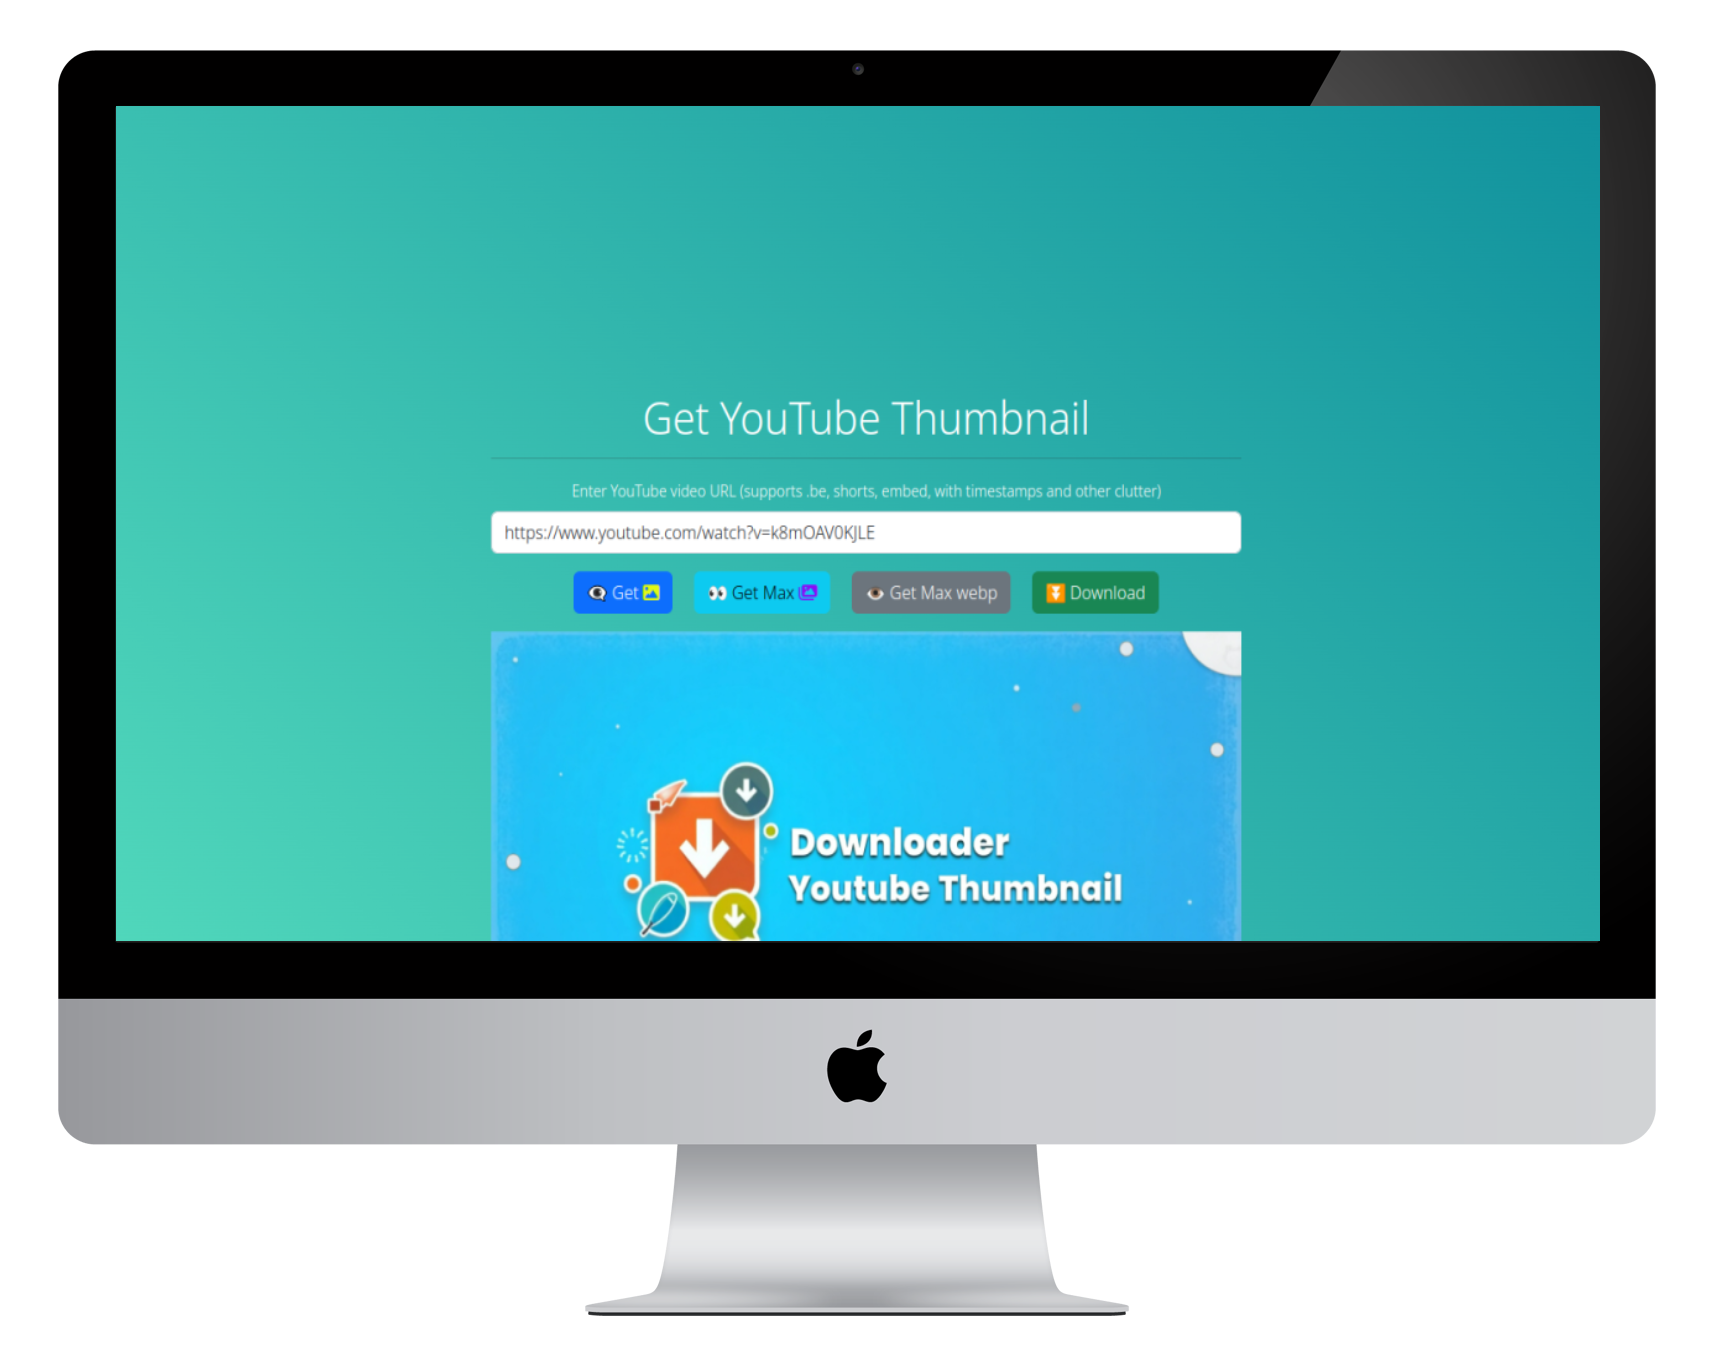 Get YouTube Thumbnail
Enter YouTube video URL (supports .be, shorts, embed, with timestamps and other clutter)
https://www.youtube.com/watch?v=k8mOAV0KJLE
Get
Get Max
Get Max webp
Download
Downloader
Youtube Thumbnail